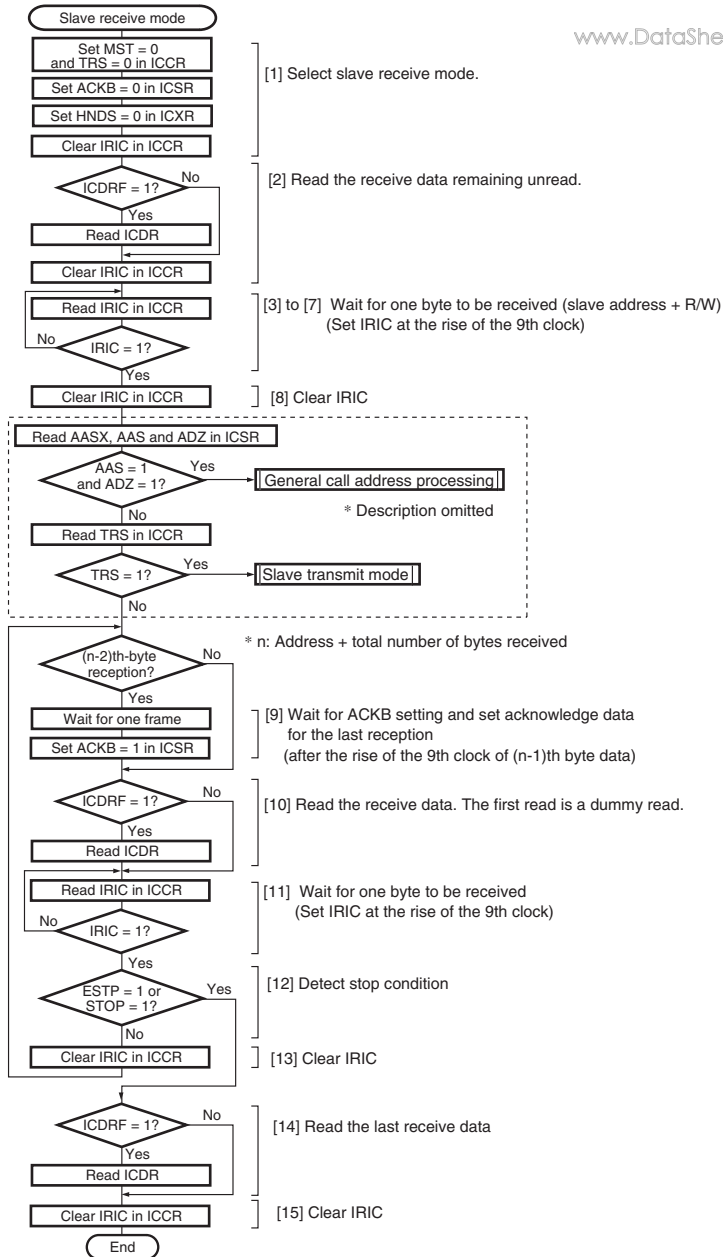 www.DataShe
Slave receive mode
Set MST = 0
and TRS = 0 in ICCR
Set ACKB = 0 in ICSR
Set HNDS = 0 in ICXR
Clear IRIC in ICCR
[1] Select slave receive mode.
ICDRF = 1?
No
Yes
Read ICDR
Clear IRIC in ICCR
[2] Read the receive data remaining unread.
Read IRIC in ICCR
No
IRIC = 1?
Yes
[3] to [7] Wait for one byte to be received (slave address + R/W)
(Set IRIC at the rise of the 9th clock)
Clear IRIC in ICCR
[8] Clear IRIC
Read AASX, AAS and ADZ in ICSR
AAS = 1
and ADZ = 1?
Yes
General call address processing
No
* Description omitted
Read TRS in ICCR
TRS = 1?
Yes
Slave transmit mode
No
* n: Address + total number of bytes received
(n-2)th-byte
reception?
No
Yes
Wait for one frame
Set ACKB = 1 in ICSR
[9] Wait for ACKB setting and set acknowledge data
for the last reception
(after the rise of the 9th clock of (n-1)th byte data)
ICDRF = 1?
No
Yes
Read ICDR
[10] Read the receive data. The first read is a dummy read.
Read IRIC in ICCR
No
IRIC = 1?
Yes
[11] Wait for one byte to be received
(Set IRIC at the rise of the 9th clock)
ESTP = 1 or
STOP = 1?
Yes
No
[12] Detect stop condition
Clear IRIC in ICCR
[13] Clear IRIC
ICDRF = 1?
No
Yes
Read ICDR
[14] Read the last receive data
Clear IRIC in ICCR
[15] Clear IRIC
End